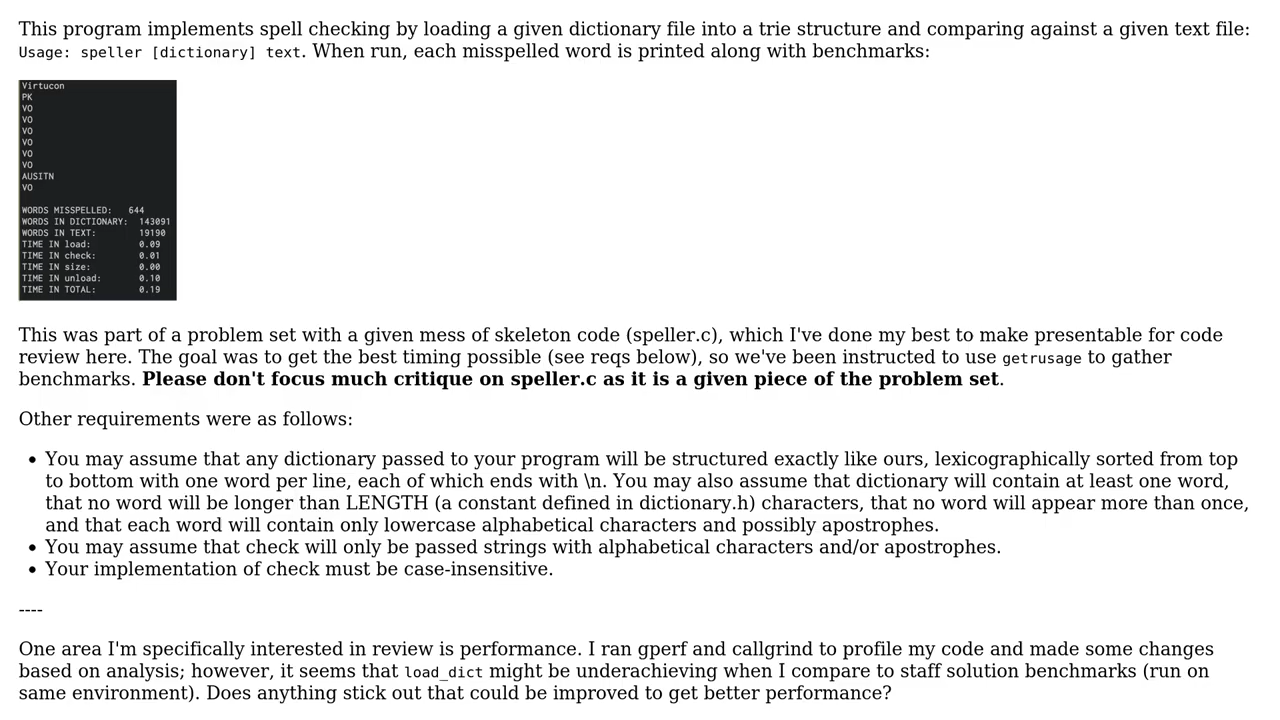 This program implements spell checking by loading a given dictionary file into a trie structure and comparing against a given text file:
Usage: speller [dictionary] text. When run, each misspelled word is printed along with benchmarks:
Virtucon
PK
VO
VO
VO
VO
VO
VO
AUSITN
VO
WORDS MISSPELLED: 644
WORDS IN DICTIONARY: 143091
WORDS IN TEXT: 19190
TIME IN load: 0.09
TIME IN check: 0.01
TIME IN size: 0.00
TIME IN unload: 0.10
TIME IN TOTAL: 0.19
This was part of a problem set with a given mess of skeleton code (speller.c), which I've done my best to make presentable for code
review here. The goal was to get the best timing possible (see reqs below), so we've been instructed to use getrusage to gather
benchmarks. Please don't focus much critique on speller.c as it is a given piece of the problem set.
Other requirements were as follows:
• You may assume that any dictionary passed to your program will be structured exactly like ours, lexicographically sorted from top
to bottom with one word per line, each of which ends with \n. You may also assume that dictionary will contain at least one word,
that no word will be longer than LENGTH (a constant defined in dictionary.h) characters, that no word will appear more than once,
and that each word will contain only lowercase alphabetical characters and possibly apostrophes.
• You may assume that check will only be passed strings with alphabetical characters and/or apostrophes.
• Your implementation of check must be case-insensitive.
----
One area I'm specifically interested in review is performance. I ran gperf and callgrind to profile my code and made some changes
based on analysis; however, it seems that load_dict might be underachieving when I compare to staff solution benchmarks (run on
same environment). Does anything stick out that could be improved to get better performance?